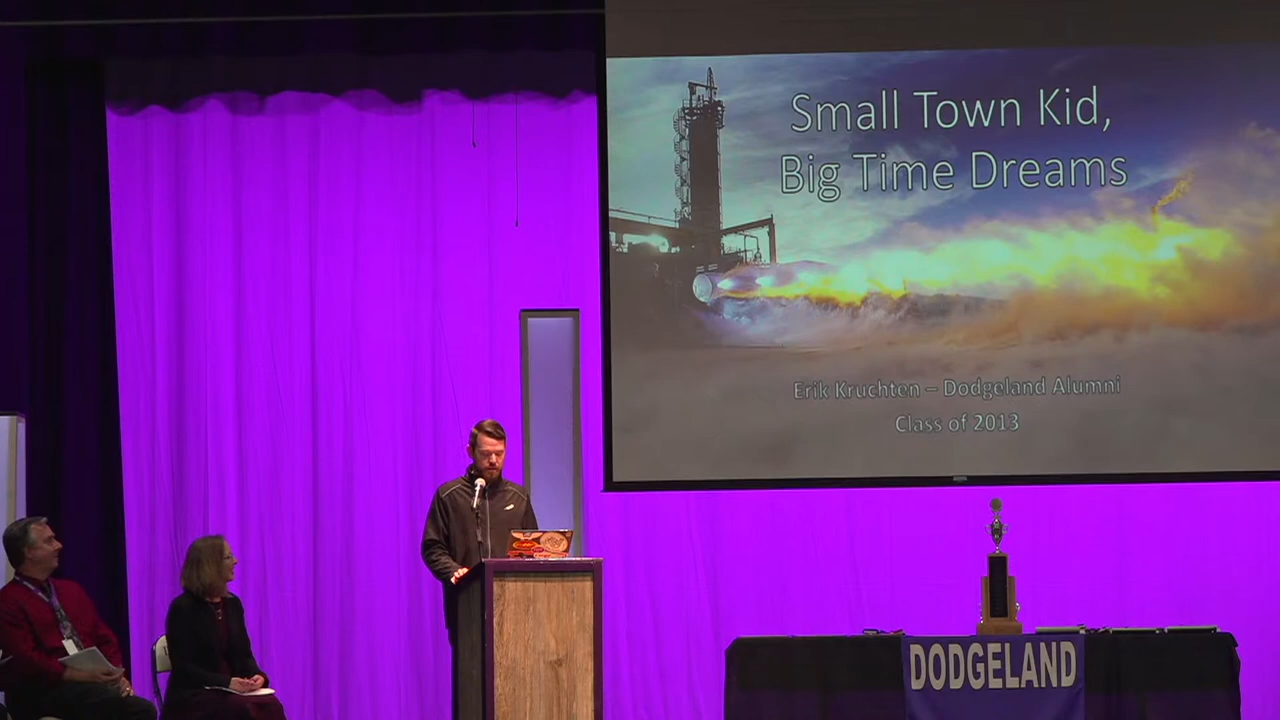 Small Town Kid,
Big Time Dreams
Erik Kruchten – Dodgeland Alumni
Class of 2013
DODGELAND